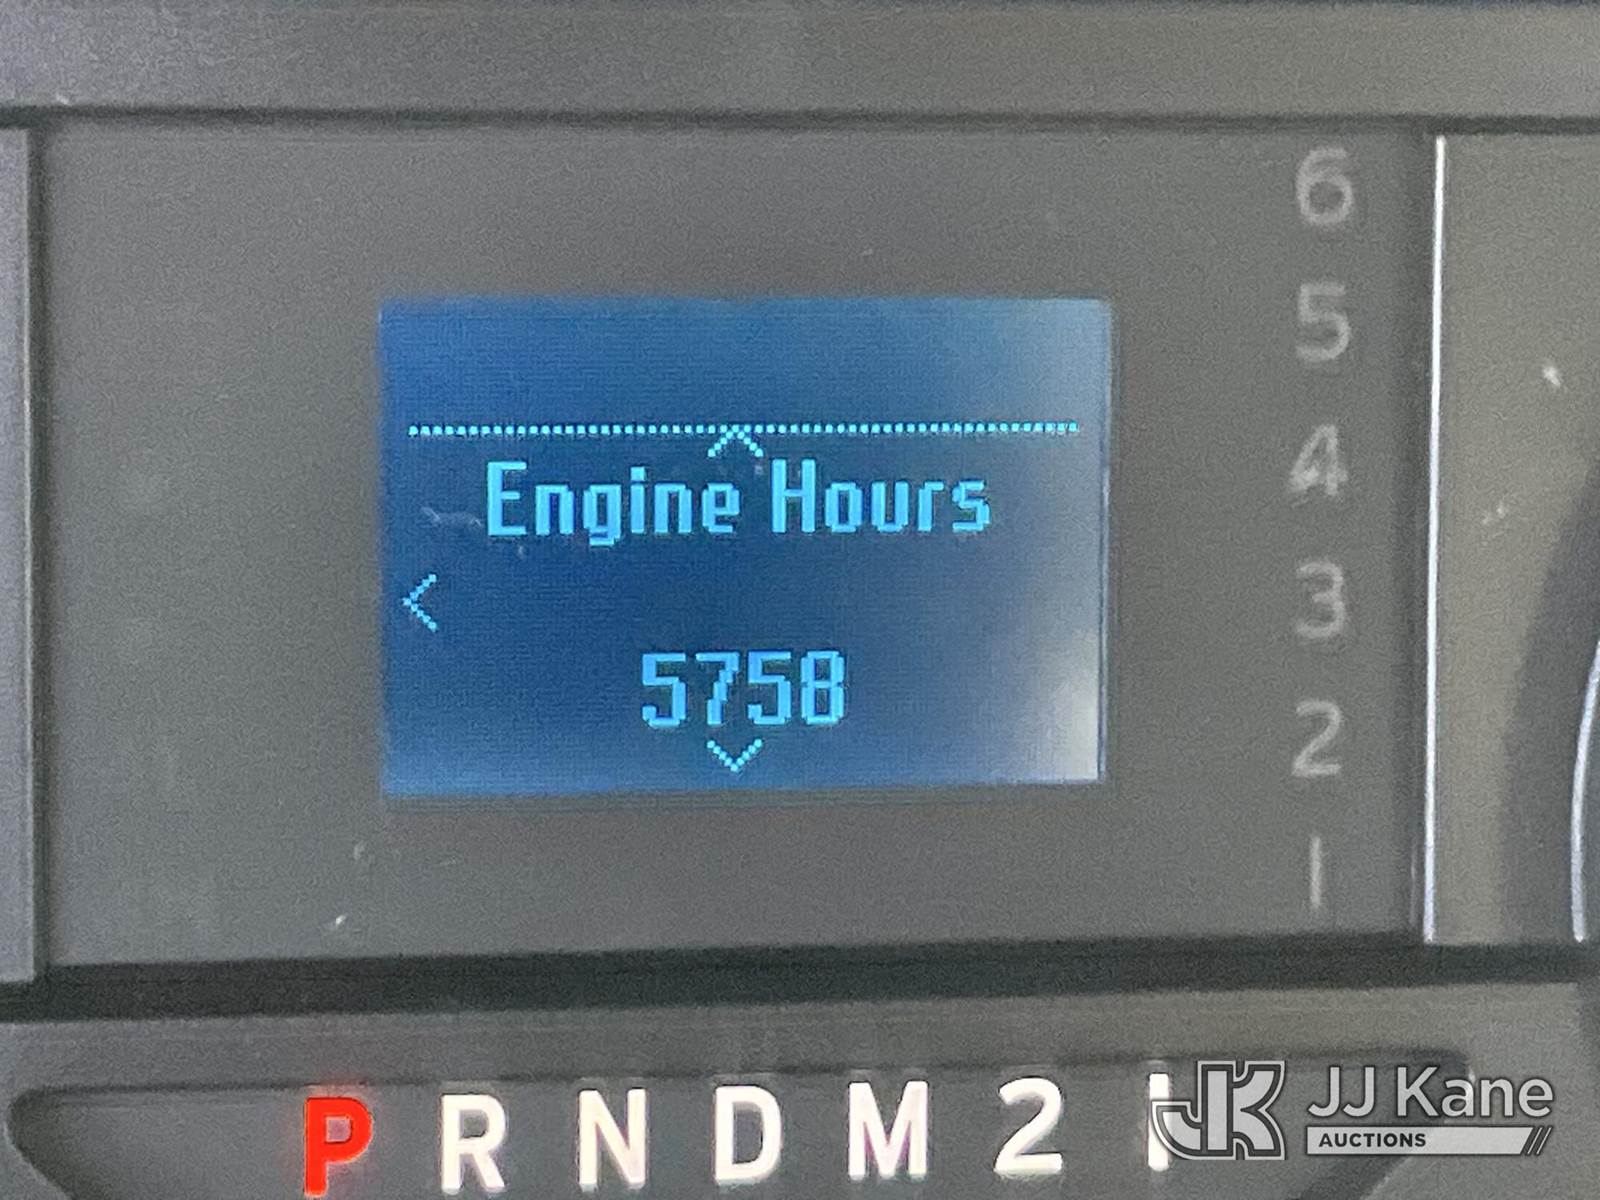 6
5
Engine Hours
4
<
3
5758
2
1
P R N D M 2 1
JK JJ Kane
AUCTIONS